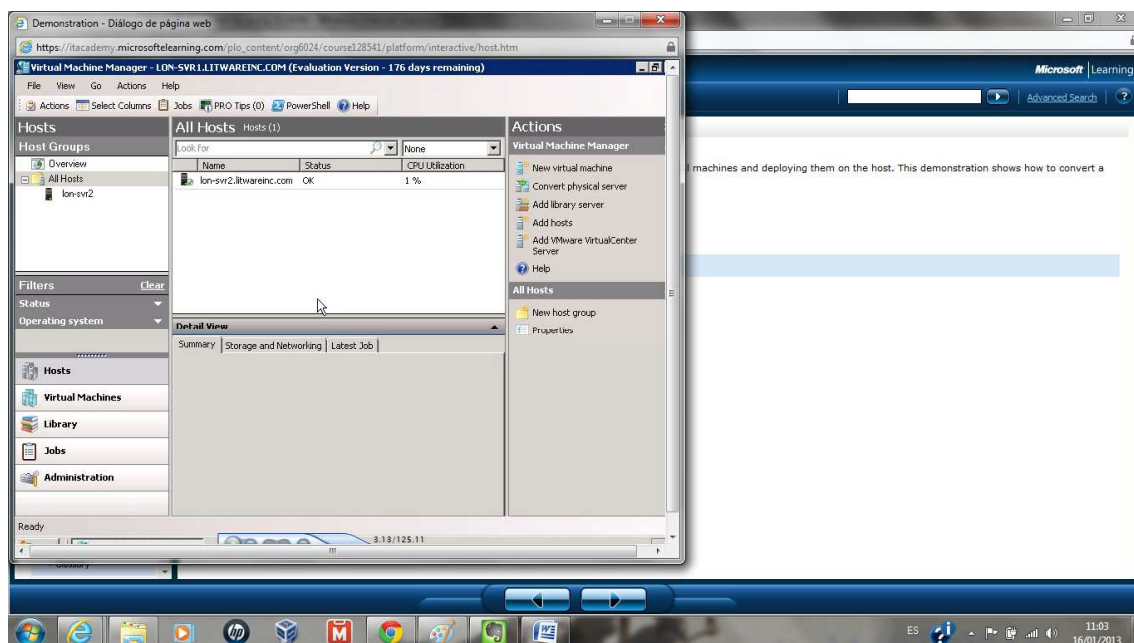 Demonstration - Diálogo de página web
https://itacademy.microsoftelearning.com/plo_content/org6024/course128541/platform/interactive/host.htm
Virtual Machine Manager - LON-SVR1.LITWAREINC.COM (Evaluation Version - 176 days remaining)
File View Go Actions Help
Actions Select Columns Jobs PRO Tips (0) PowerShell Help
Hosts
Host Groups
Overview
All Hosts
lon-svr2
Filters Clear
Status
Operating system
Hosts
Virtual Machines
Library
Jobs
Administration
All Hosts Hosts (1)
Look for None
Name Status CPU Utilization
lon-svr2.litwareinc.com OK 1 %
Detail View
Summary Storage and Networking Latest Job
Actions
Virtual Machine Manager
New virtual machine
Convert physical server
Add library server
Add hosts
Add VMware VirtualCenter
Server
Help
All Hosts
New host group
Properties
Ready
3.13/125.11
Microsoft Learning
Advanced Search
l machines and deploying them on the host. This demonstration shows how to convert a
Glossary
ES
11:03
16/01/2013